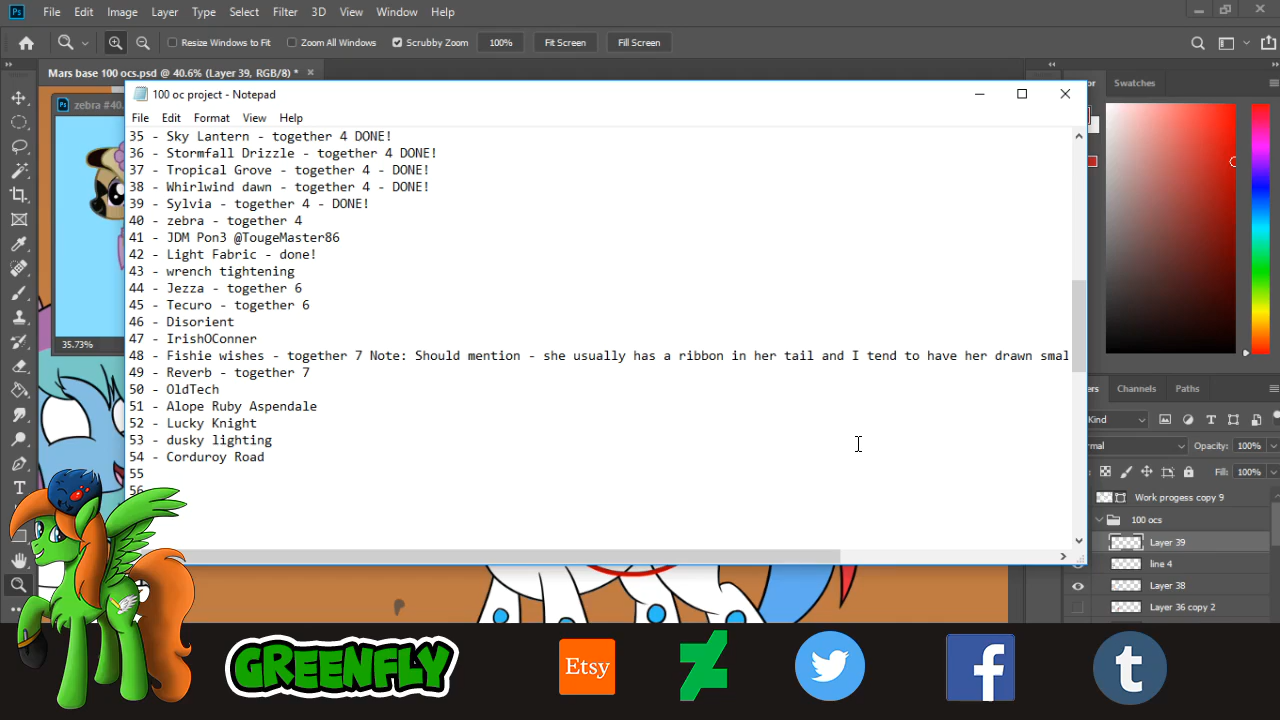 Ps File Edit Image Layer Type Select Filter 3D View Window Help
Resize Windows to Fit Zoom All Windows Scrubby Zoom 100% Fit Screen Fill Screen
Mars base 100 ocs.psd @ 40.6% (Layer 39, RGB/8) *
Ps zebra #40.
100 oc project - Notepad
File Edit Format View Help
35 - Sky Lantern - together 4 DONE!
36 - Stormfall Drizzle - together 4 DONE!
37 - Tropical Grove - together 4 - DONE!
38 - Whirlwind dawn - together 4 - DONE!
39 - Sylvia - together 4 - DONE!
40 - zebra - together 4
41 - JDM Pon3 @TougeMaster86
42 - Light Fabric - done!
43 - wrench tightening
44 - Jezza - together 6
45 - Tecuro - together 6
46 - Disorient
47 - IrishOConner
48 - Fishie wishes - together 7 Note: Should mention - she usually has a ribbon in her tail and I tend to have her drawn smal
49 - Reverb - together 7
50 - OldTech
51 - Alope Ruby Aspendale
52 - Lucky Knight
53 - dusky lighting
54 - Corduroy Road
55
56
35.73%
or Swatches
ers Channels Paths
Kind
mal Opacity: 100%
Fill: 100%
Work progess copy 9
100 ocs
Layer 39
line 4
Layer 38
Layer 36 copy 2
P
GREENFLY
Etsy
f
t